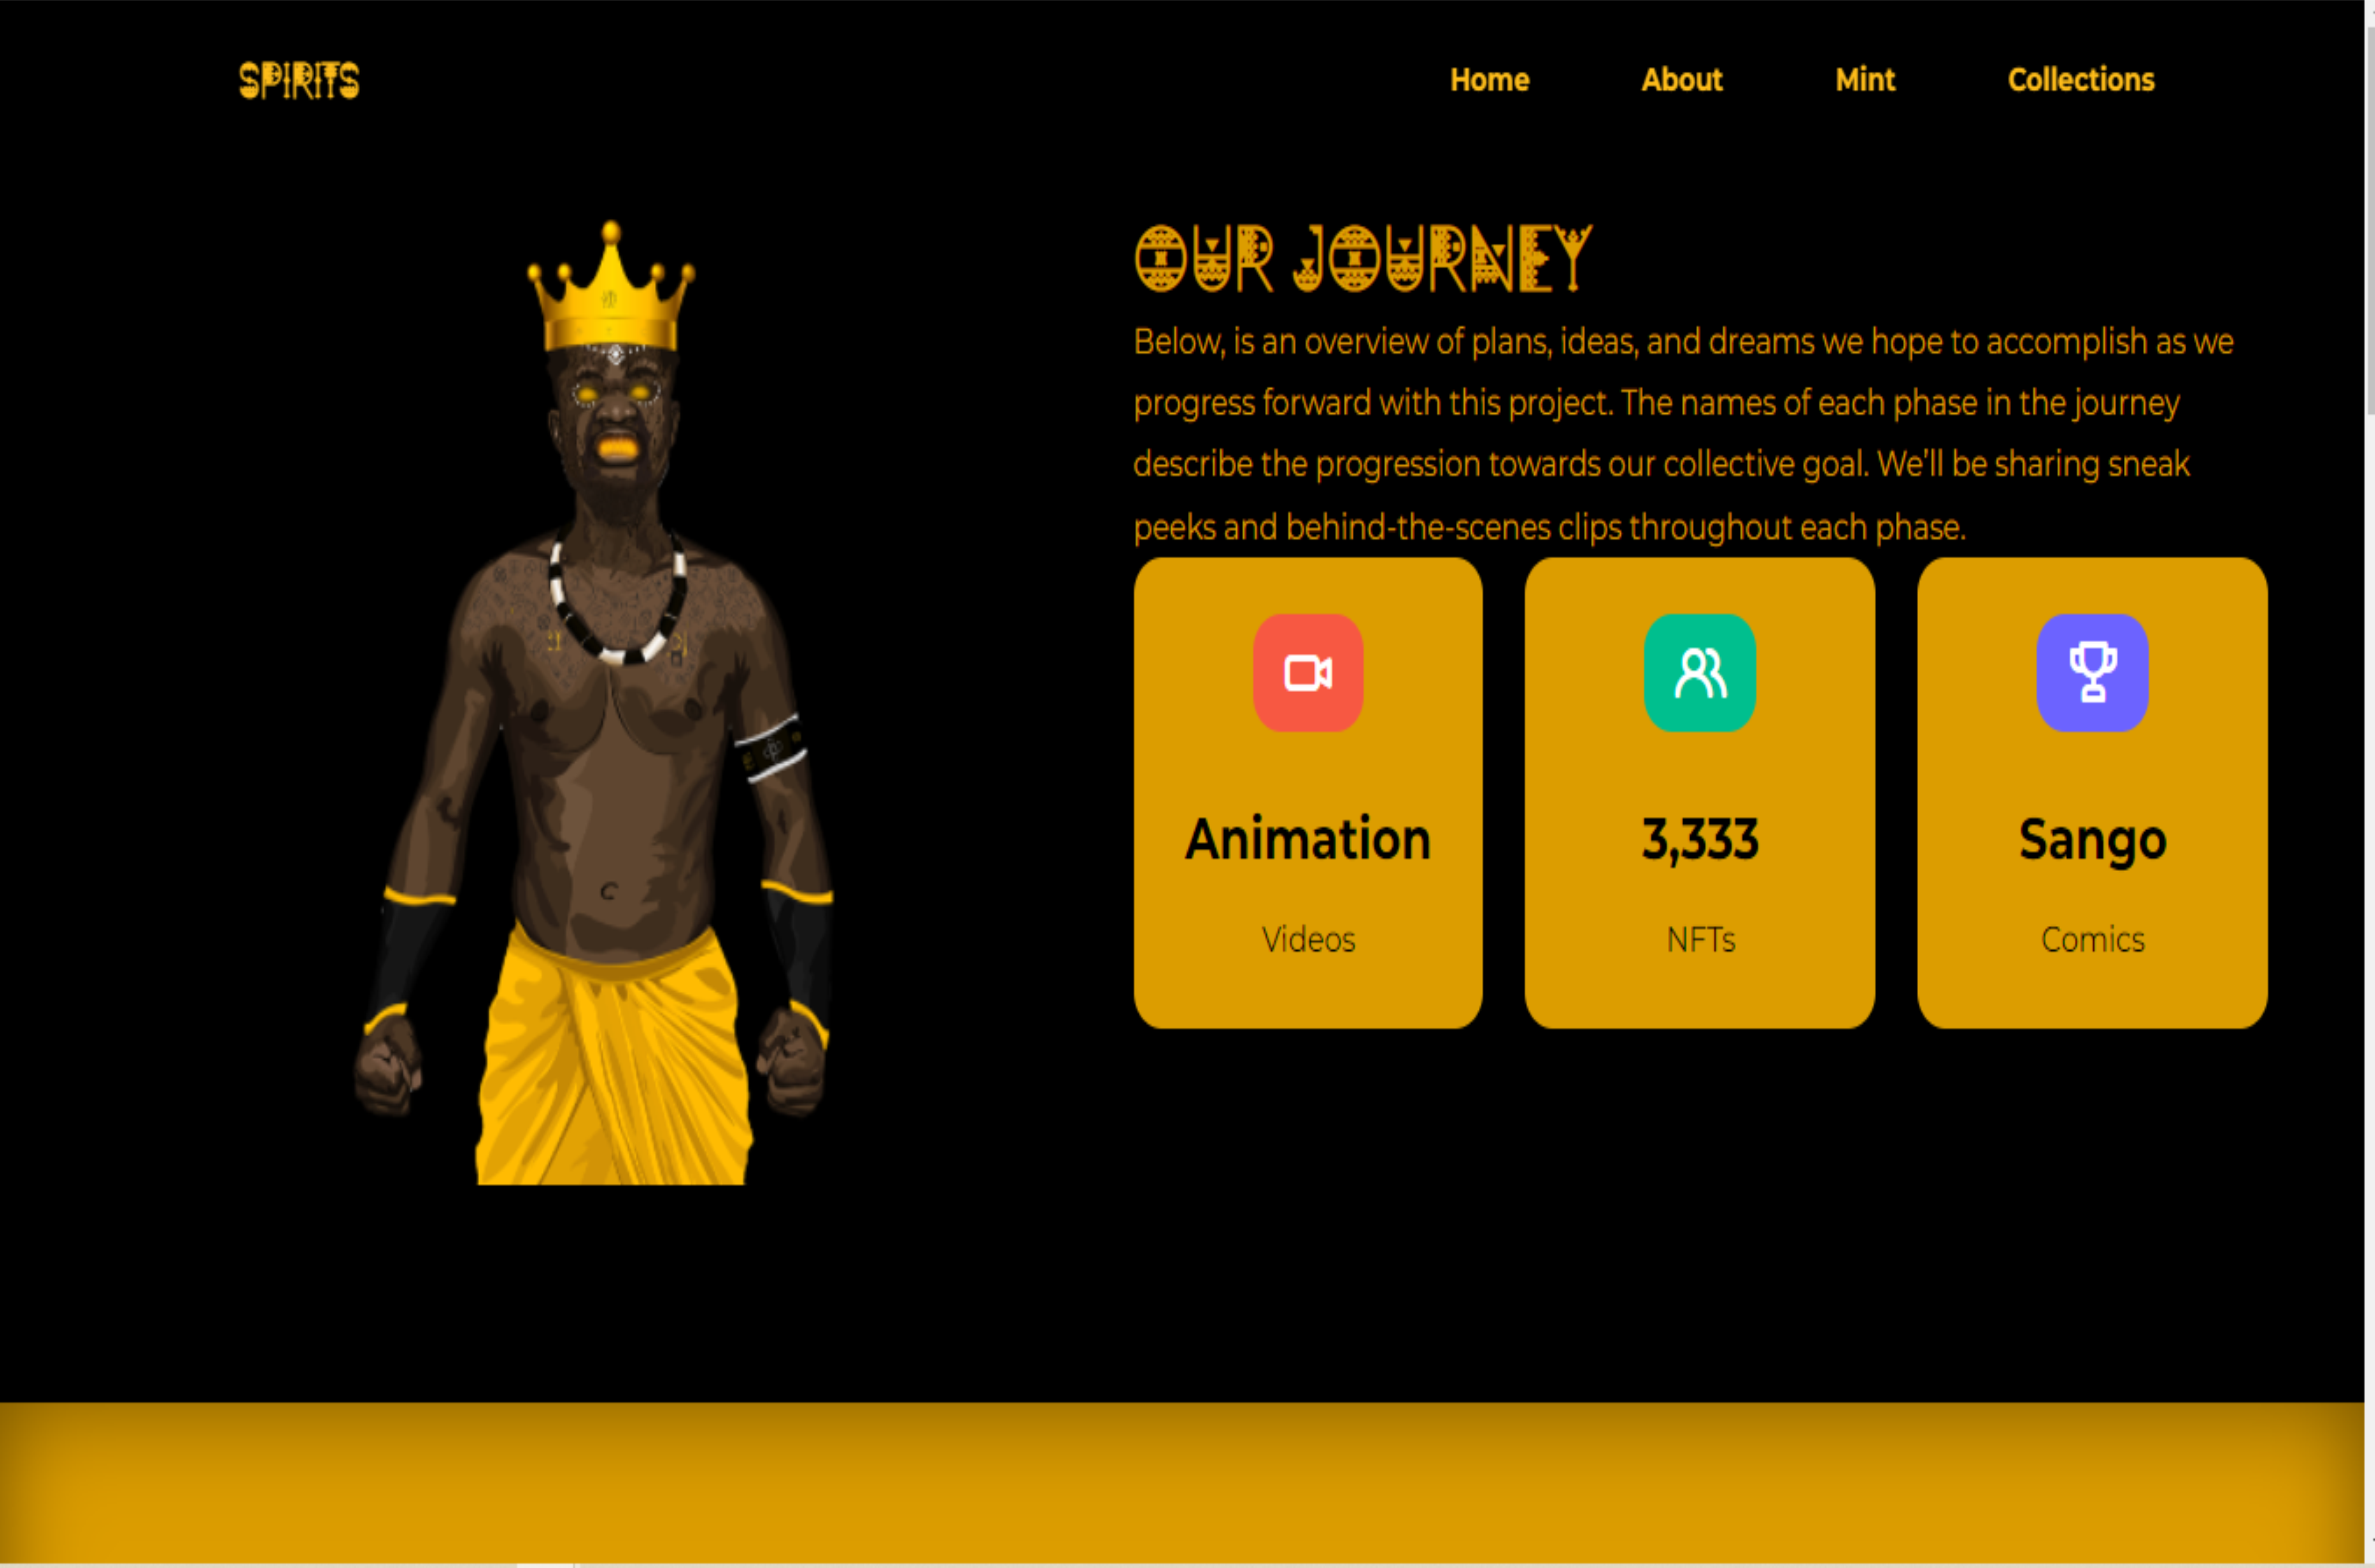 SPIRITS
Home About Mint Collections
OUR JOURNEY
Below, is an overview of plans, ideas, and dreams we hope to accomplish as we
progress forward with this project. The names of each phase in the journey
describe the progression towards our collective goal. We'll be sharing sneak
peeks and behind-the-scenes clips throughout each phase.
Animation
Videos
3,333
NFTs
Sango
Comics